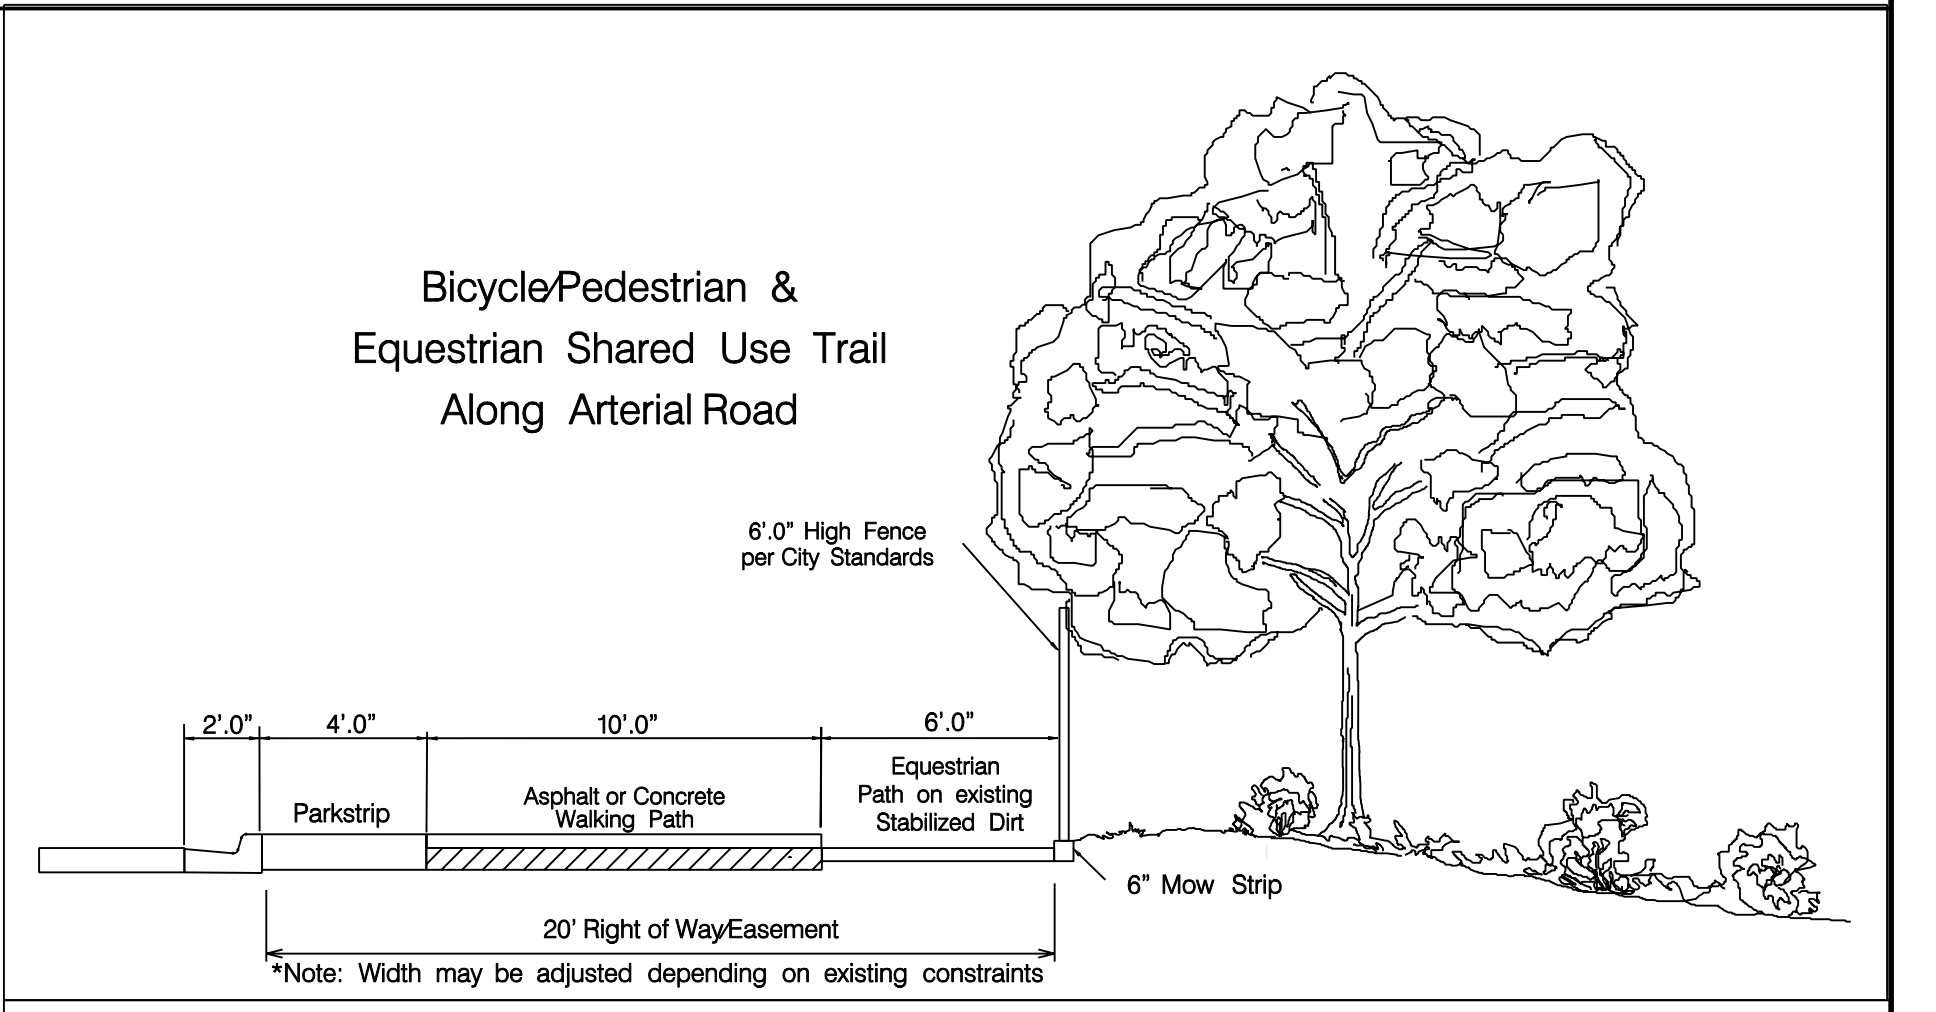 Bicycle/Pedestrian &
Equestrian Shared Use Trail
Along Arterial Road
6'.0" High Fence
per City Standards
2'.0"
4'.0"
10'.0"
6'.0"
Parkstrip
Asphalt or Concrete
Walking Path
Equestrian
Path on existing
Stabilized Dirt
6" Mow Strip
20' Right of Way/Easement
*Note: Width may be adjusted depending on existing constraints